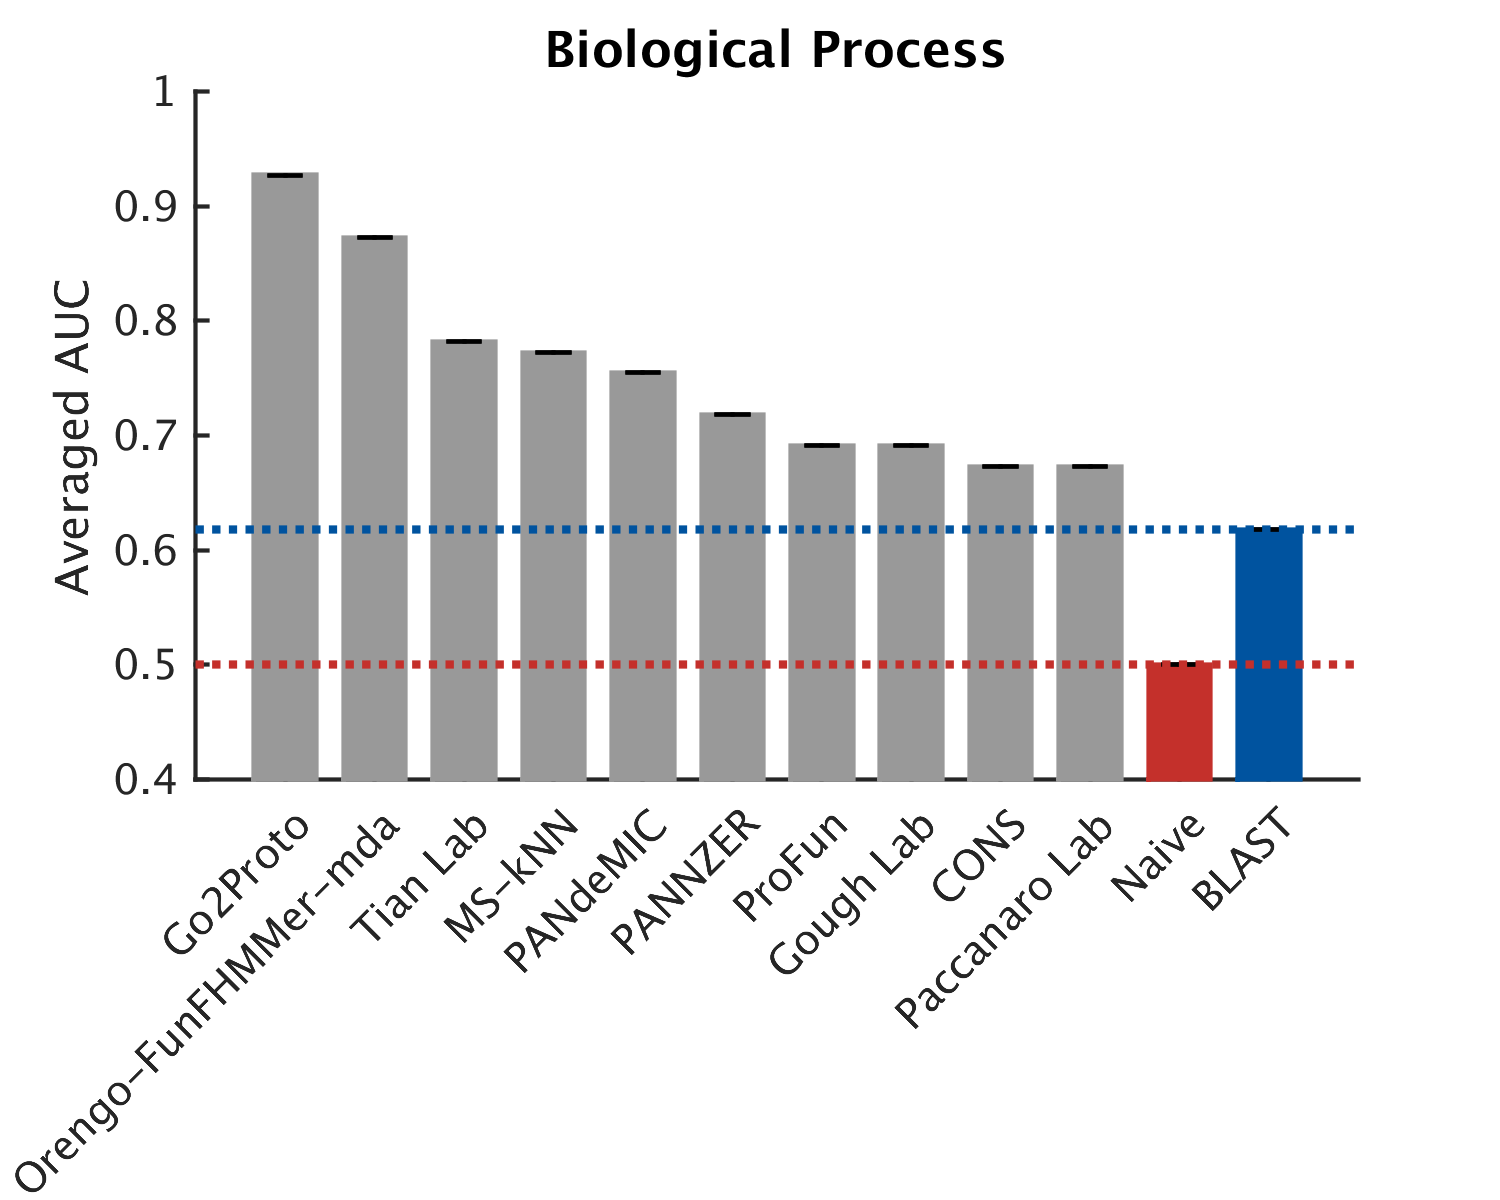 Biological Process
Averaged AUC
1
0.9
0.8
0.7
0.6
0.5
0.4
Go2Proto
Orengo-FunFHMMer-mda
Tian Lab
MS-kNN
PANdeMIC
PANNZER
ProFun
Gough Lab
CONS
Paccanaro Lab
Naive
BLAST